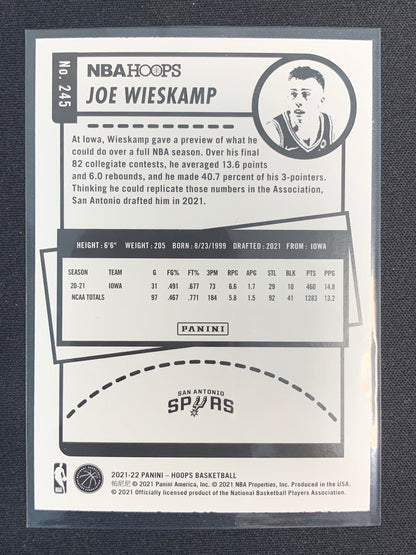 No. 245
NBA HOOPS
JOE WIESKAMP
At Iowa, Wieskamp gave a preview of what he
could do over a full NBA season. Over his final
82 collegiate contests, he averaged 13.6 points
and 6.0 rebounds, and he made 40.7 percent of his 3-pointers.
Thinking he could replicate those numbers in the Association,
San Antonio drafted him in 2021.
HEIGHT: 6'6" WEIGHT: 205 BORN: 8/23/1999 DRAFTED: 2021 FROM: IOWA
SEASON TEAM G FG% FT% 3PM RPG APG STL BLK PTS PPG
20-21 IOWA 31 .491 .677 73 6.6 1.7 29 10 460 14.8
NCAA TOTALS 97 .467 .771 184 5.8 1.5 92 41 1283 13.2
PANINI
SAN ANTONIO
SPURS
2021-22 PANINI – HOOPS BASKETBALL
帕尼尼 © 2021 Panini America, Inc. © 2021 NBA Properties, Inc. Produced in the USA.
© 2021 Officially licensed product of the National Basketball Players Association.